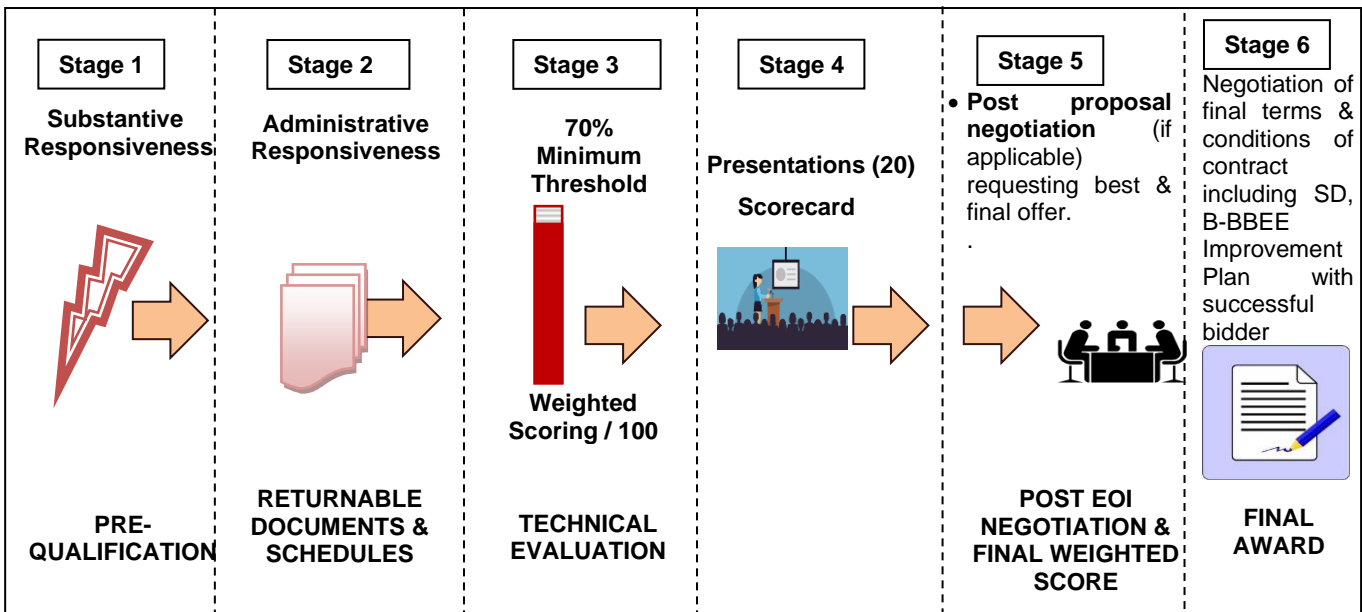 Stage 1
Substantive
Responsiveness
PRE-
QUALIFICATION
Stage 2
Administrative
Responsiveness
RETURNABLE
DOCUMENTS &
SCHEDULES
Stage 3
70%
Minimum
Threshold
Weighted
Scoring / 100
TECHNICAL
EVALUATION
Stage 4
Presentations (20)
Scorecard
Stage 5
• Post proposal
negotiation (if
applicable)
requesting best &
final offer.
.
POST EOI
NEGOTIATION &
FINAL WEIGHTED
SCORE
Stage 6
Negotiation of
final terms &
conditions of
contract
including SD,
B-BBEE
Improvement
Plan with
successful
bidder
FINAL
AWARD